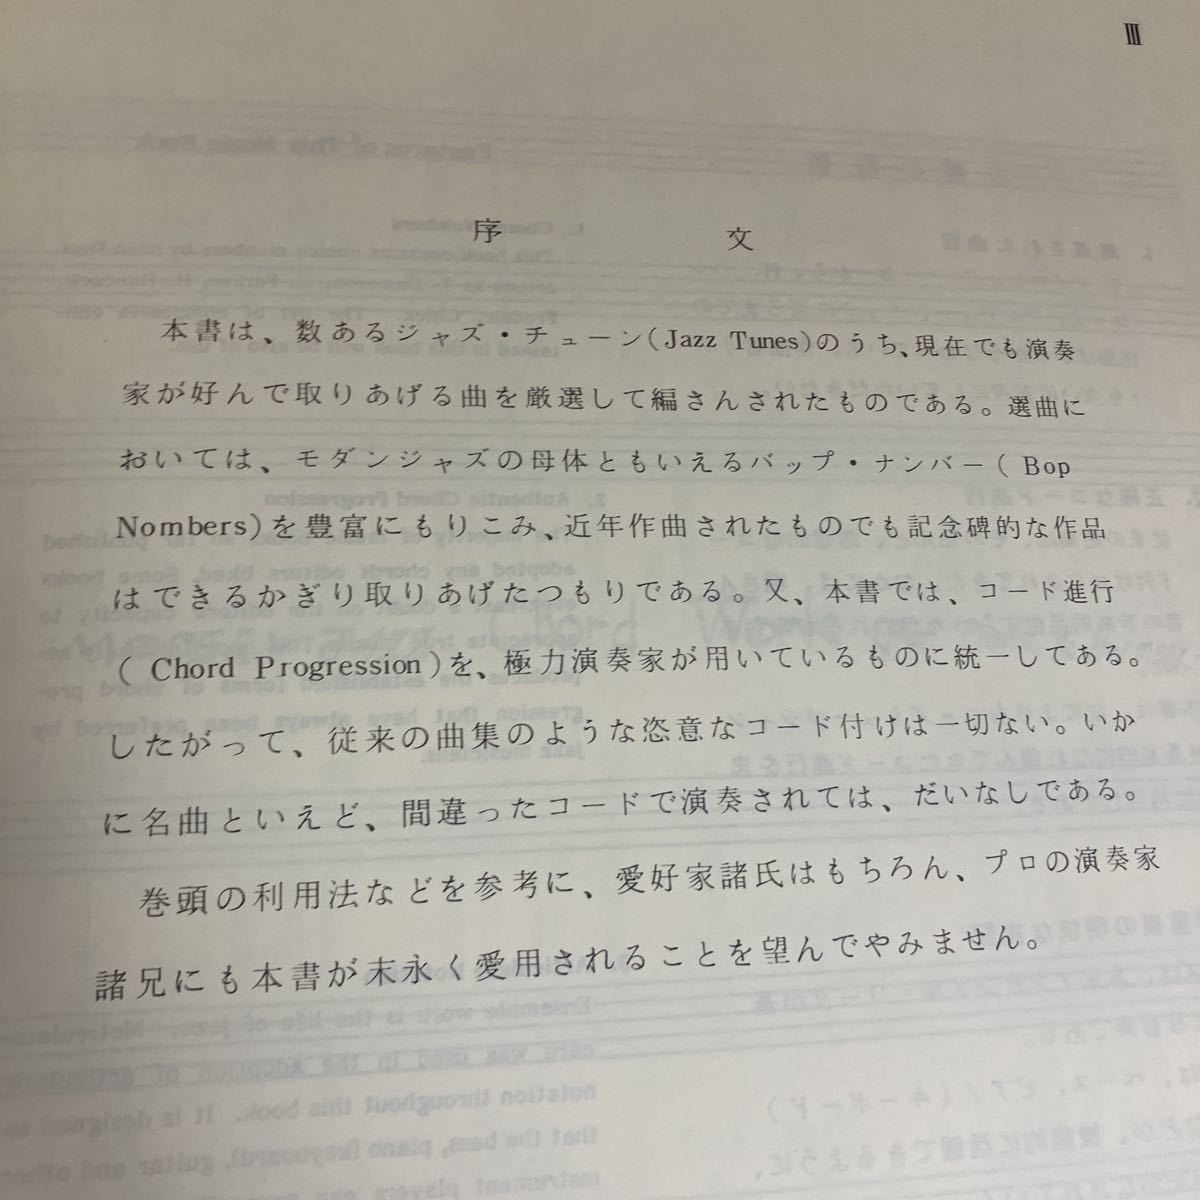 III
序 文
本書は、数あるジャズ・チューン(Jazz Tunes)のうち、現在でも演奏
家が好んで取りあげる曲を厳選して編さんされたものである。選曲に
おいては、モダンジャズの母体ともいえるバップ・ナンバー( Bop
Nombers)を豊富にもりこみ、近年作曲されたものでも記念碑的な作品
はできるかぎり取りあげたつもりである。又、本書では、コード進行
( Chord Progression)を、極力演奏家が用いているものに統一してある。
したがって、従来の曲集のような恣意なコード付けは一切ない。いか
に名曲といえど、間違ったコードで演奏されては、だいなしである。
巻頭の利用法などを参考に、愛好家諸氏はもちろん、プロの演奏家
諸兄にも本書が末永く愛用されることを望んでやみません。